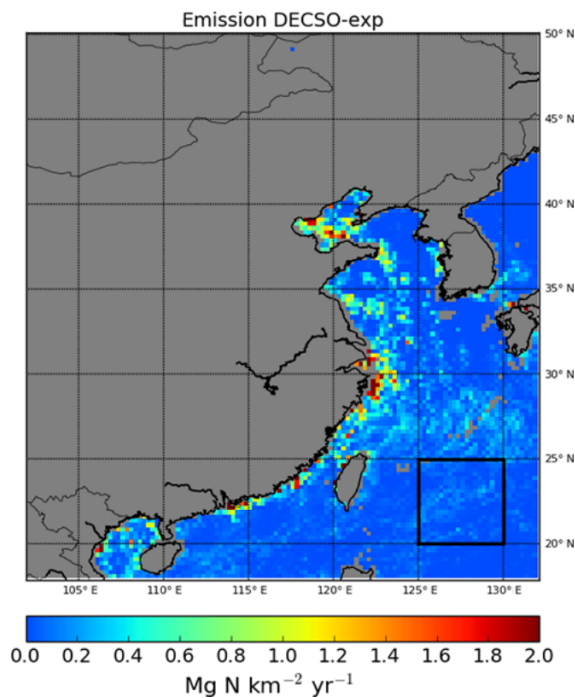 Emission DECSO-exp
50° N
45° N
40° N
35° N
30° N
25° N
20° N
105° E 110° E 115° E 120° E 125° E 130° E
0.0 0.2 0.4 0.6 0.8 1.0 1.2 1.4 1.6 1.8 2.0
Mg N km⁻² yr⁻¹